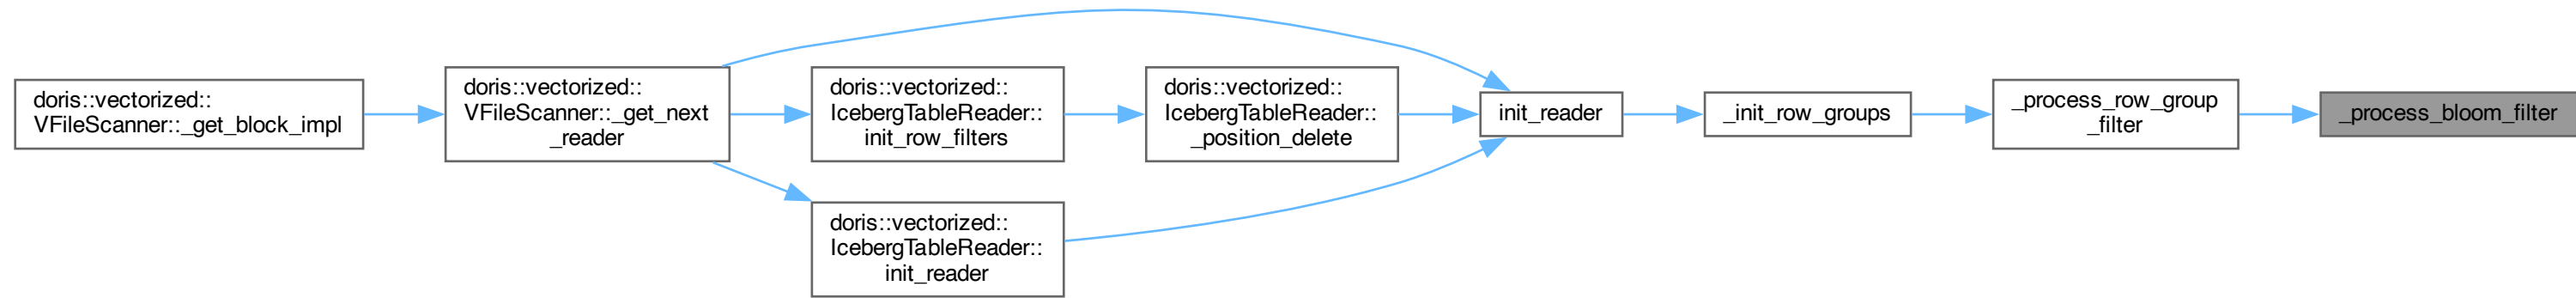 doris::vectorized::
VFileScanner::_get_block_impl
doris::vectorized::
VFileScanner::_get_next
_reader
doris::vectorized::
IcebergTableReader::
init_row_filters
doris::vectorized::
IcebergTableReader::
_position_delete
doris::vectorized::
IcebergTableReader::
init_reader
init_reader
_init_row_groups
_process_row_group
_filter
_process_bloom_filter